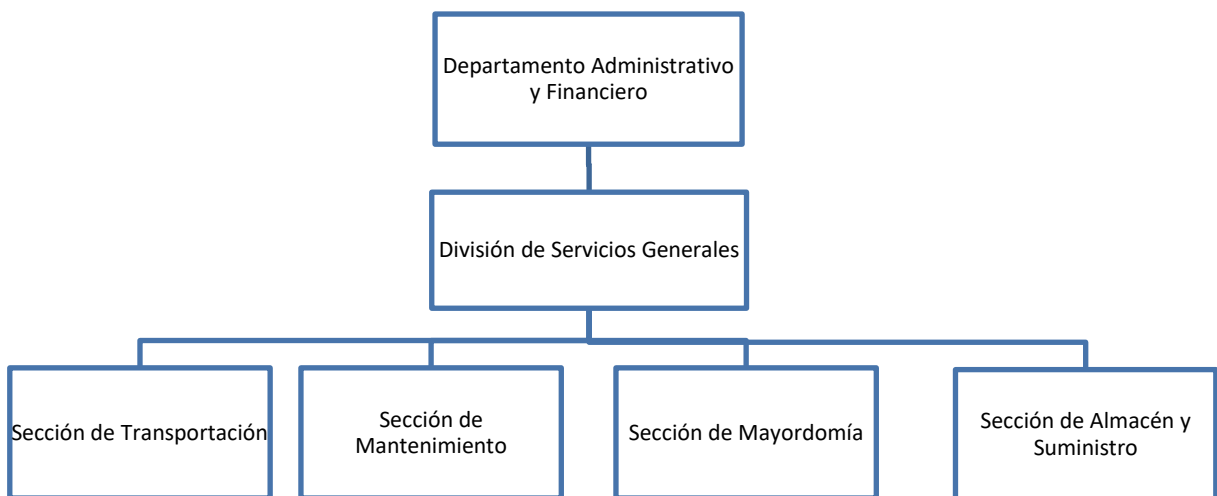 Departamento Administrativo
y Financiero
División de Servicios Generales
Sección de Transportación
Sección de
Mantenimiento
Sección de Mayordomía
Sección de Almacén y
Suministro